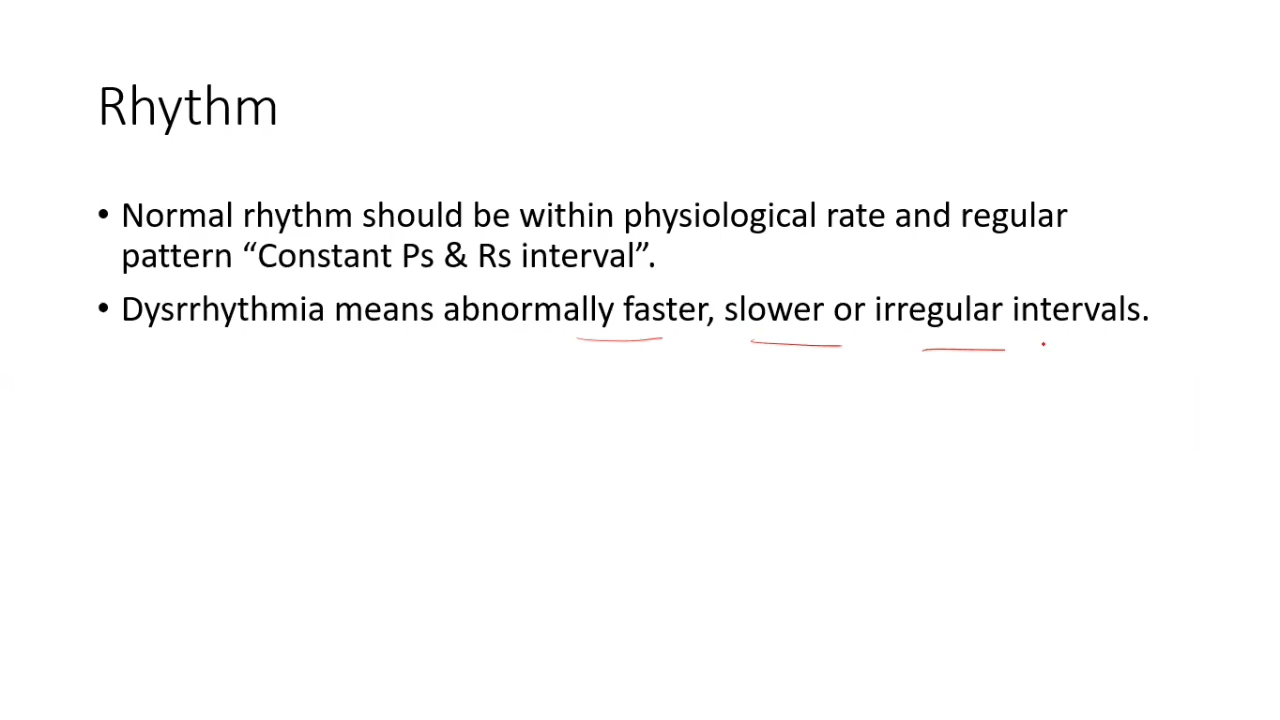 Rhythm
• Normal rhythm should be within physiological rate and regular
pattern “Constant Ps & Rs interval”.
• Dysrrhythmia means abnormally faster, slower or irregular intervals.